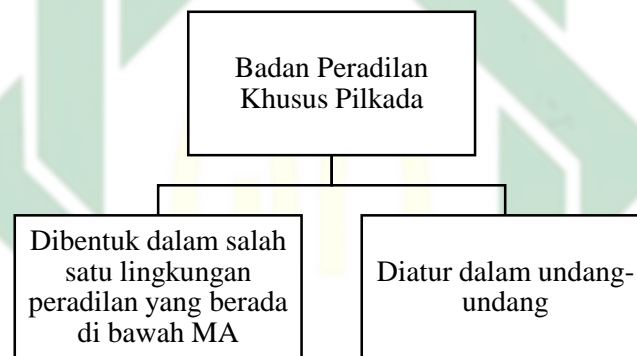 Badan Peradilan
Khusus Pilkada
Dibentuk dalam salah
satu lingkungan
peradilan yang berada
di bawah MA
Diatur dalam undang-
undang